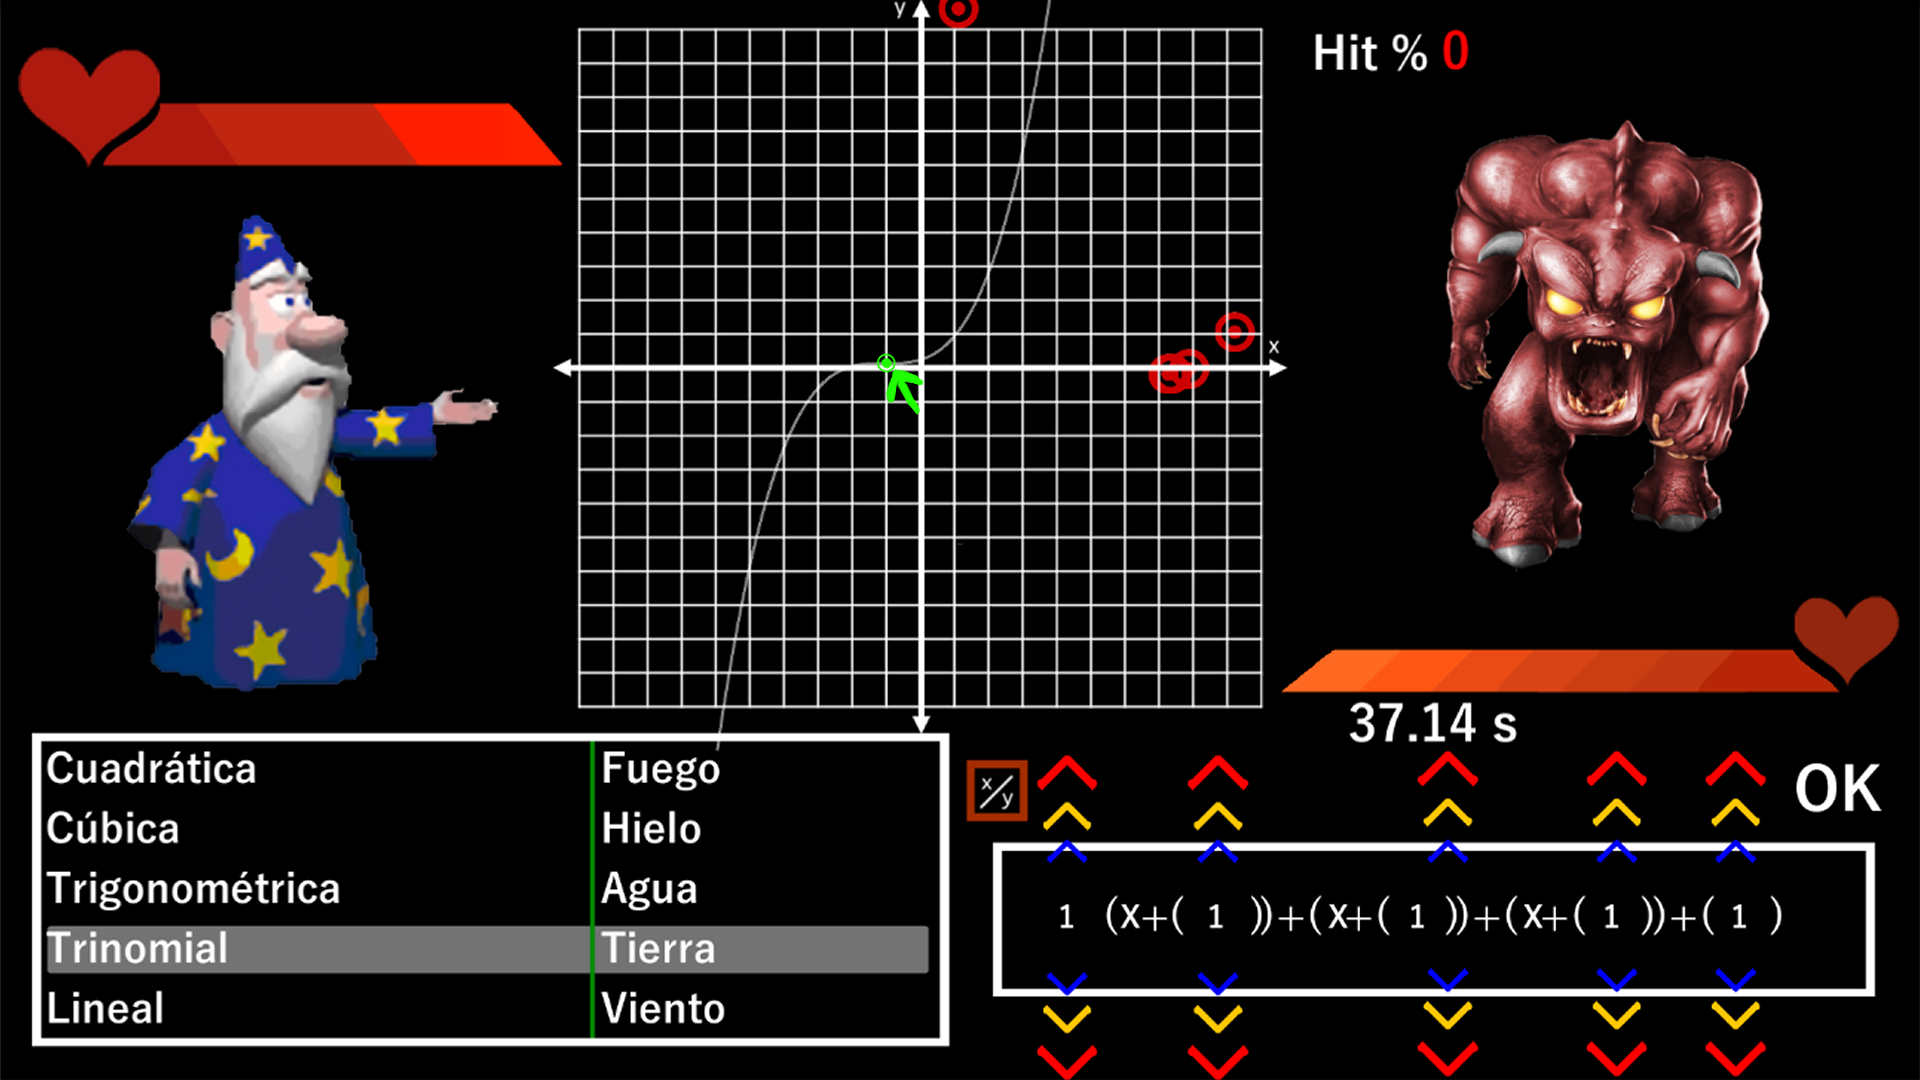 y
Hit % 0
x
37.14 s
Cuadrática Fuego
Cúbica Hielo
Trigonométrica Agua
Trinomial Tierra
Lineal Viento
x/y
OK
1 (X+( 1 ))+(X+( 1 ))+(X+( 1 ))+( 1 )